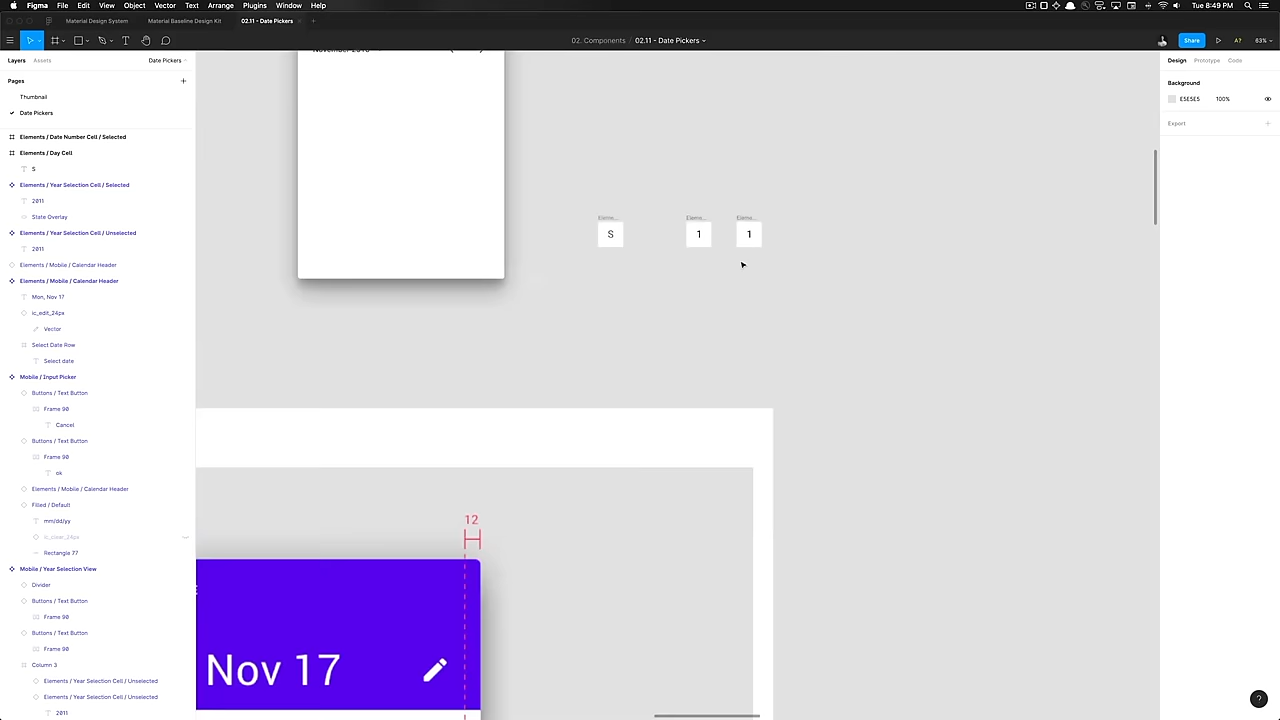 Figma File Edit View Object Vector Text Arrange Plugins Window Help
Tue 8:49 PM
Material Design System
Material Baseline Design Kit
02.11 - Date Pickers
02. Components / 02.11 - Date Pickers
Share
A?
63%
Layers
Assets
Date Pickers
Pages
Thumbnail
Date Pickers
Elements / Date Number Cell / Selected
Elements / Day Cell
S
Elements / Year Selection Cell / Selected
2011
State Overlay
Elements / Year Selection Cell / Unselected
2011
Elements / Mobile / Calendar Header
Elements / Mobile / Calendar Header
Mon, Nov 17
ic_edit_24px
Vector
Select Date Row
Select date
Mobile / Input Picker
Buttons / Text Button
Frame 90
Cancel
Buttons / Text Button
Frame 90
ok
Elements / Mobile / Calendar Header
Filled / Default
mm/dd/yy
ic_clear_24px
Rectangle 77
Mobile / Year Selection View
Divider
Buttons / Text Button
Frame 90
Buttons / Text Button
Frame 90
Column 3
Elements / Year Selection Cell / Unselected
Elements / Year Selection Cell / Unselected
2011
Eleme...
Eleme...
Eleme...
S
1
1
12
Nov 17
Design
Prototype
Code
Background
E5E5E5
100%
Export
?